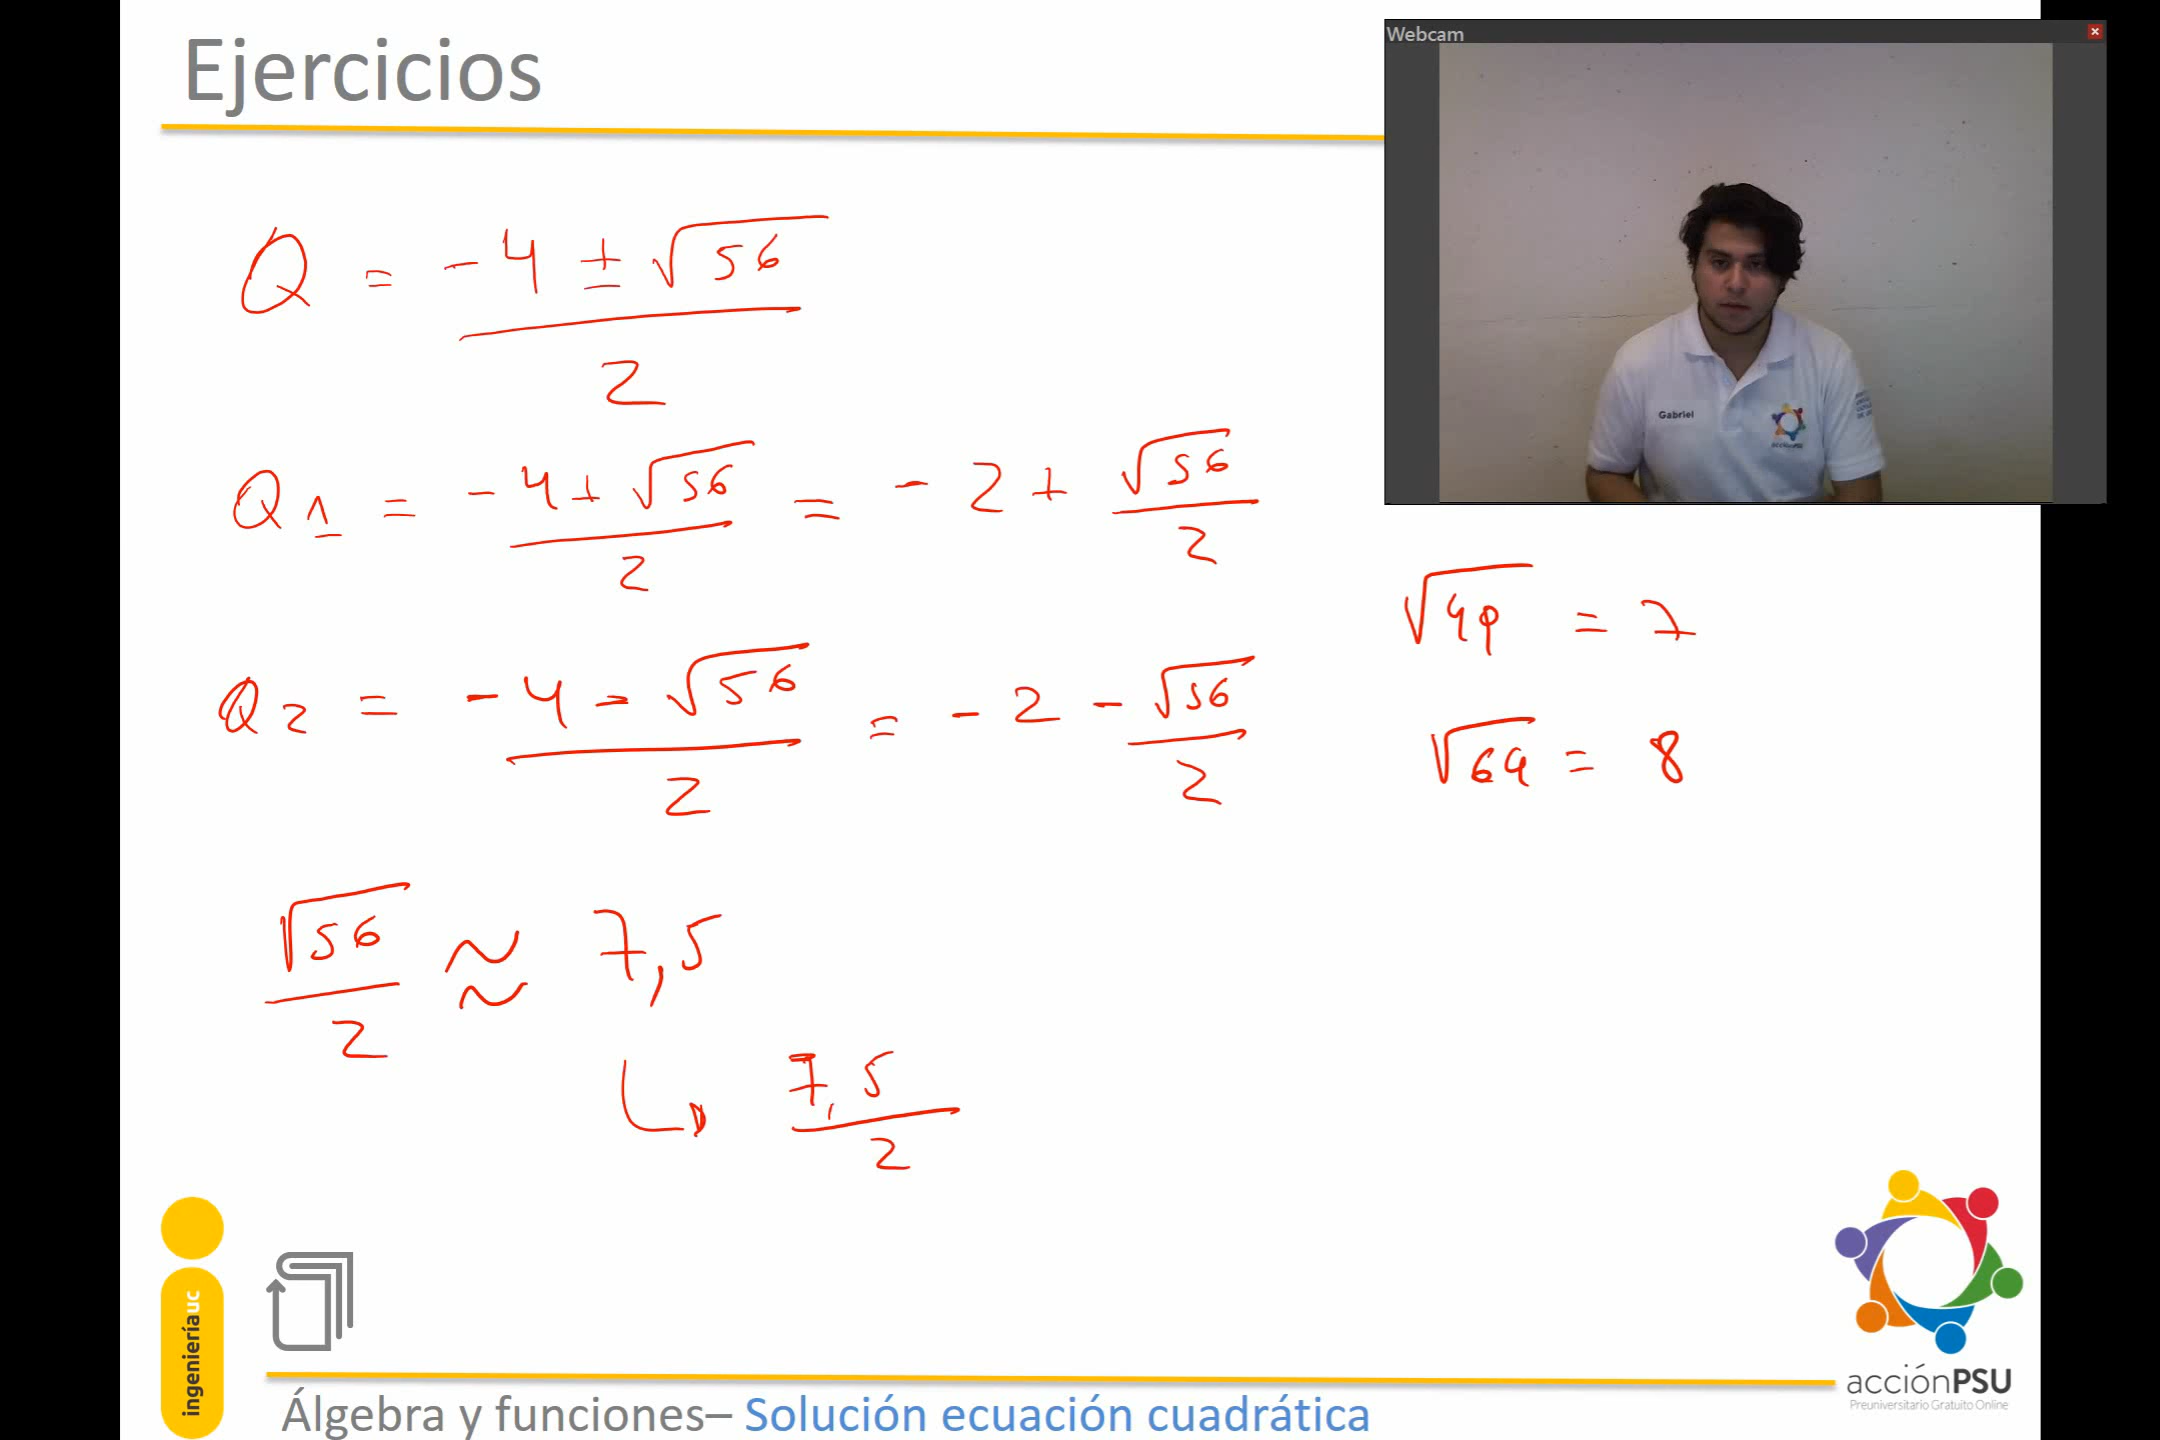 Ejercicios
Webcam
Gabriel
Q = -4 ± √56 / 2
Q1 = -4 + √56 / 2 = -2 + √56 / 2
Q2 = -4 - √56 / 2 = -2 - √56 / 2
√49 = 7
√64 = 8
√56 / 2 ≈ 7,5
↳ 7,5 / 2
ingenieríauc
acciónPSU
Preuniversitario Gratuito Online
Álgebra y funciones– Solución ecuación cuadrática